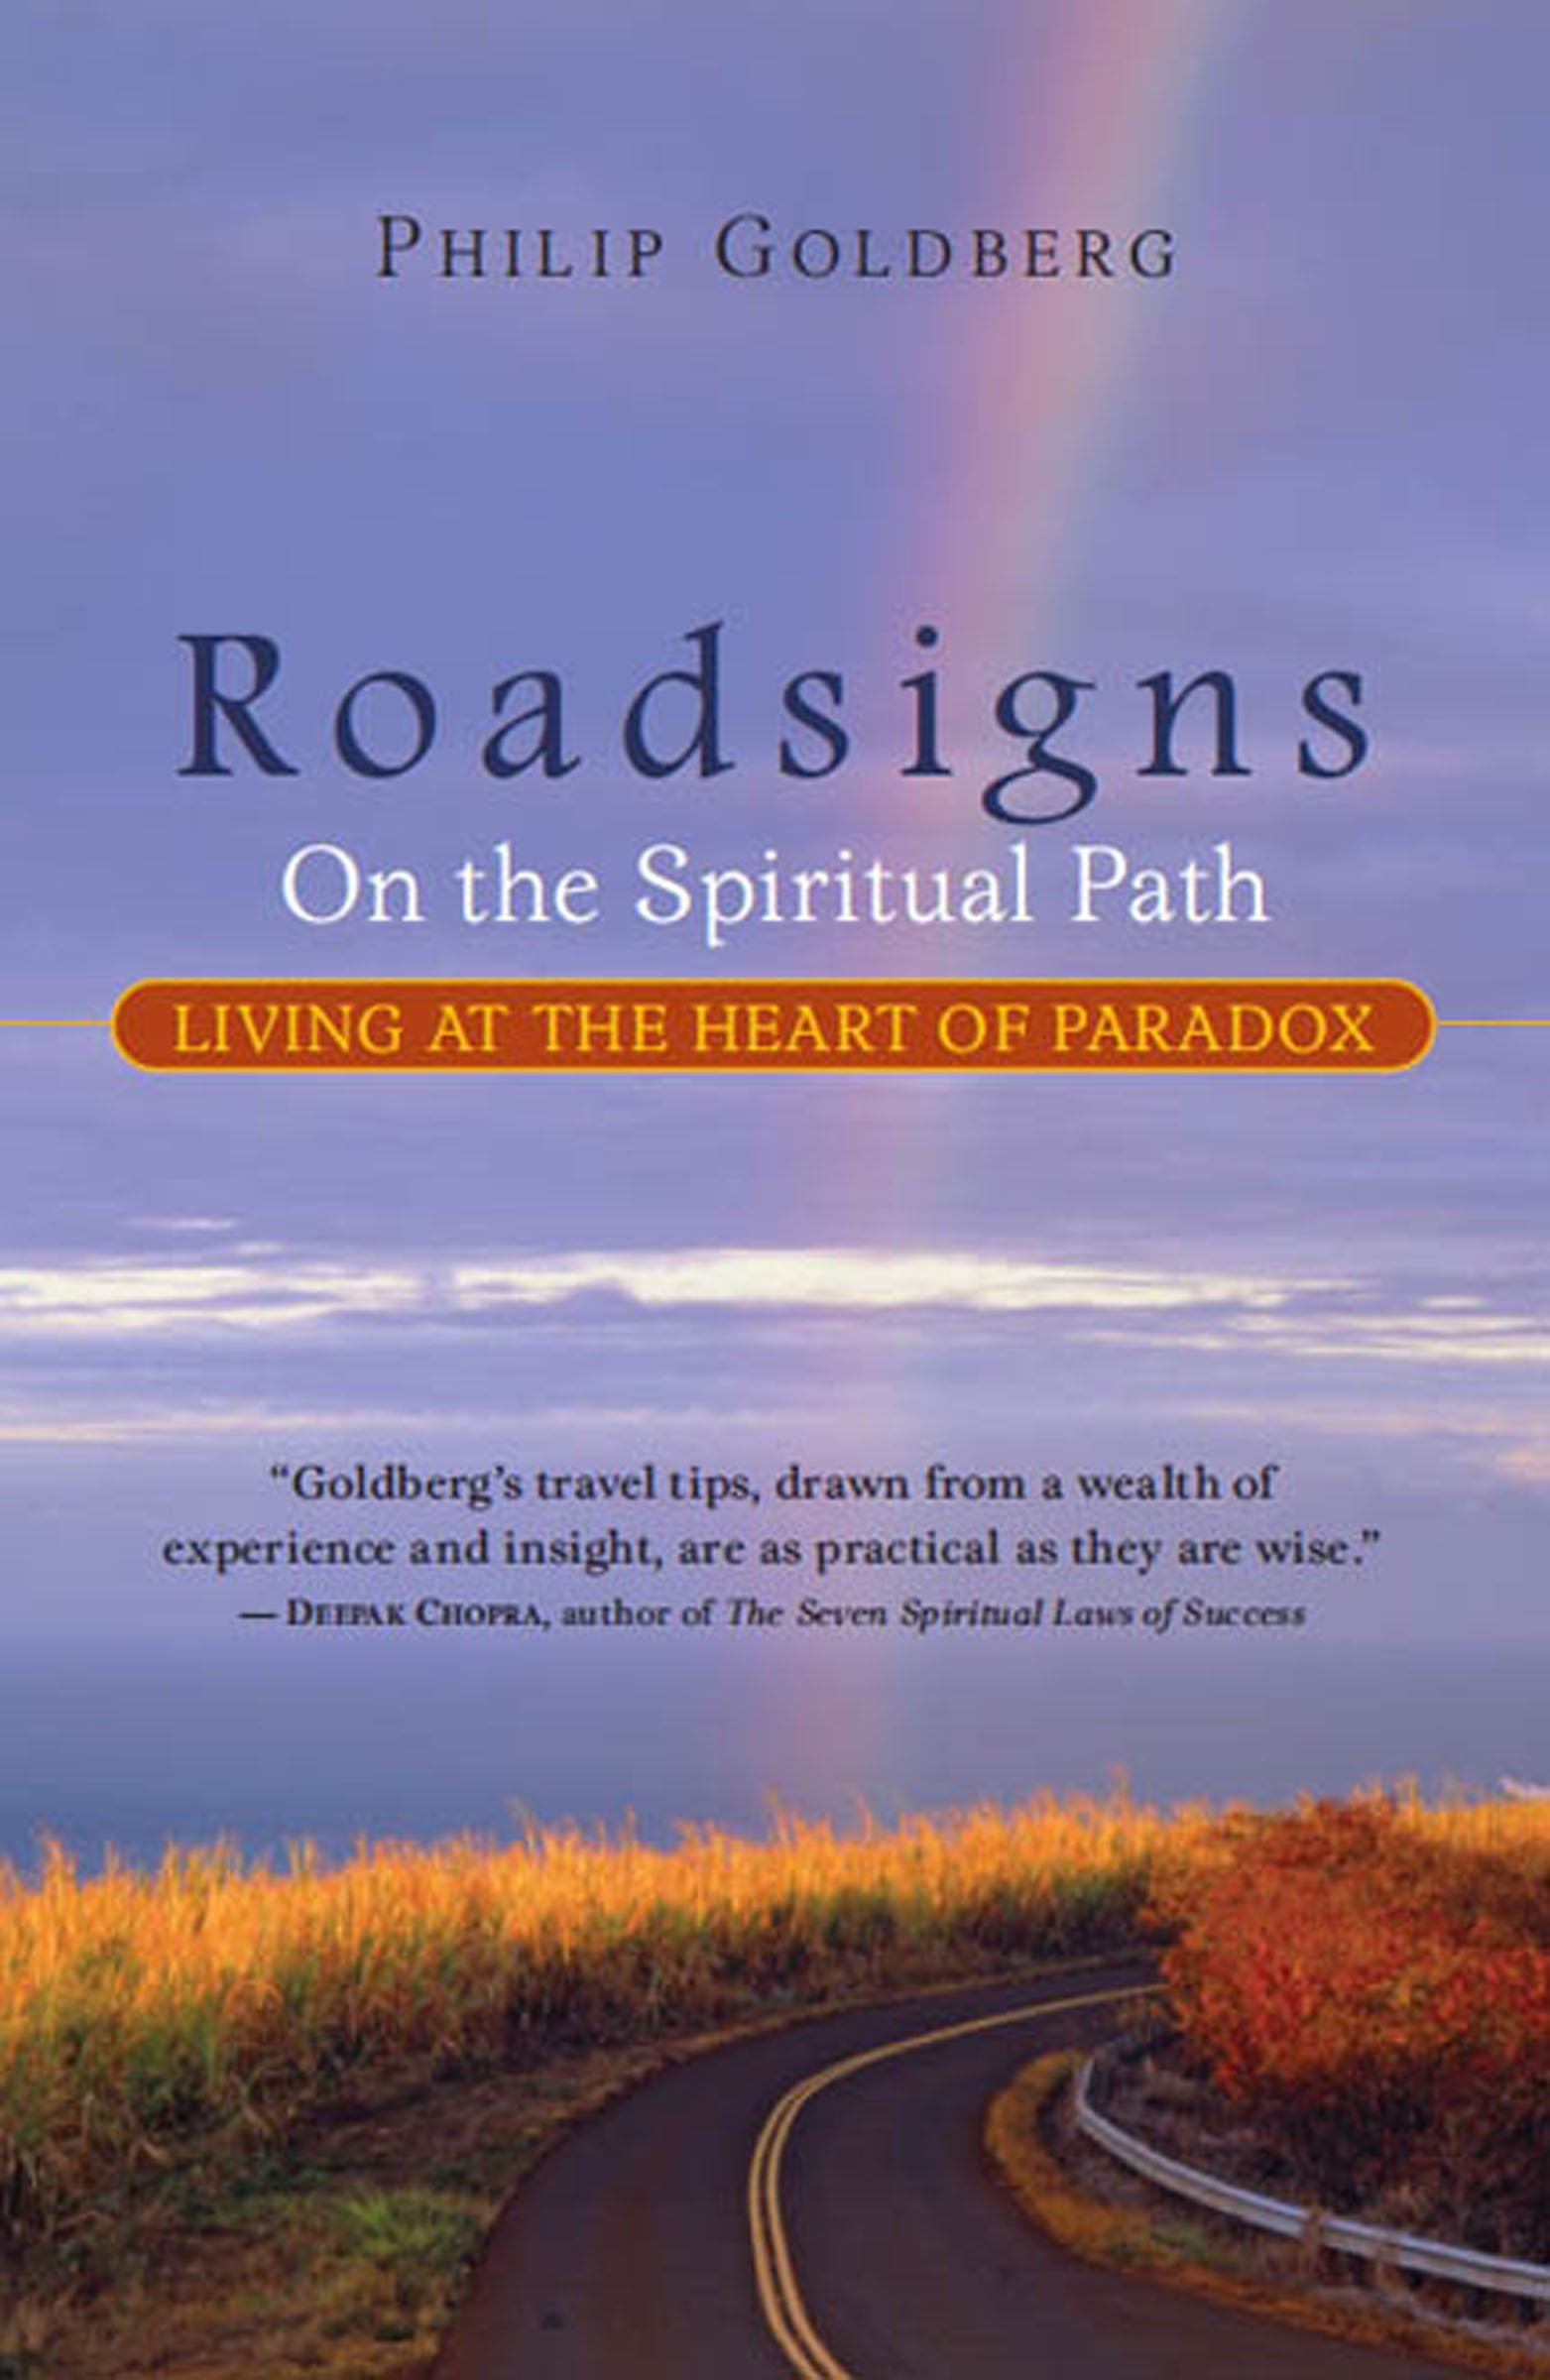 PHILIP GOLDBERG
Roadsigns
On the Spiritual Path
LIVING AT THE HEART OF PARADOX
“Goldberg’s travel tips, drawn from a wealth of
experience and insight, are as practical as they are wise.”
— DEEPAK CHOPRA, author of The Seven Spiritual Laws of Success